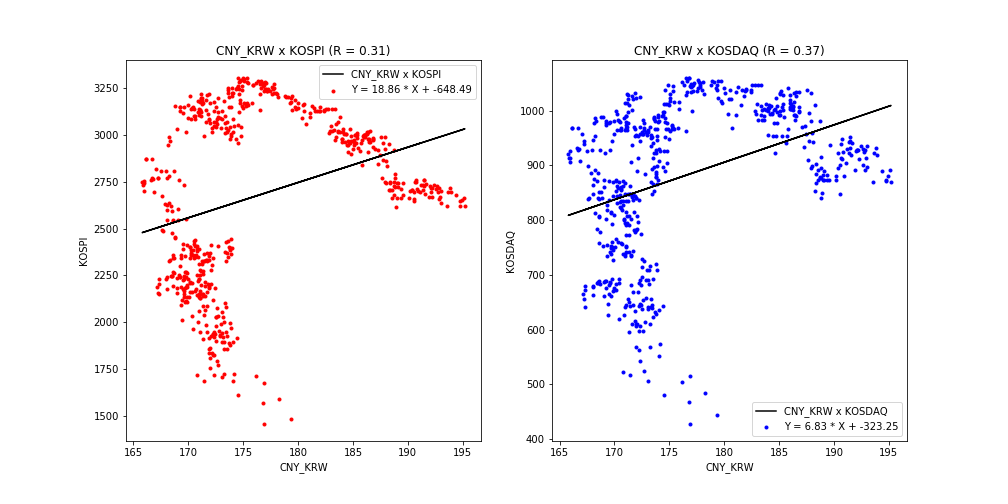 CNY_KRW x KOSPI (R = 0.31)
CNY_KRW x KOSPI
Y = 18.86 * X + -648.49
3250
3000
2750
2500
2250
2000
1750
1500
KOSPI
165 170 175 180 185 190 195
CNY_KRW
CNY_KRW x KOSDAQ (R = 0.37)
1000
900
800
700
600
500
400
KOSDAQ
CNY_KRW x KOSDAQ
Y = 6.83 * X + -323.25
165 170 175 180 185 190 195
CNY_KRW